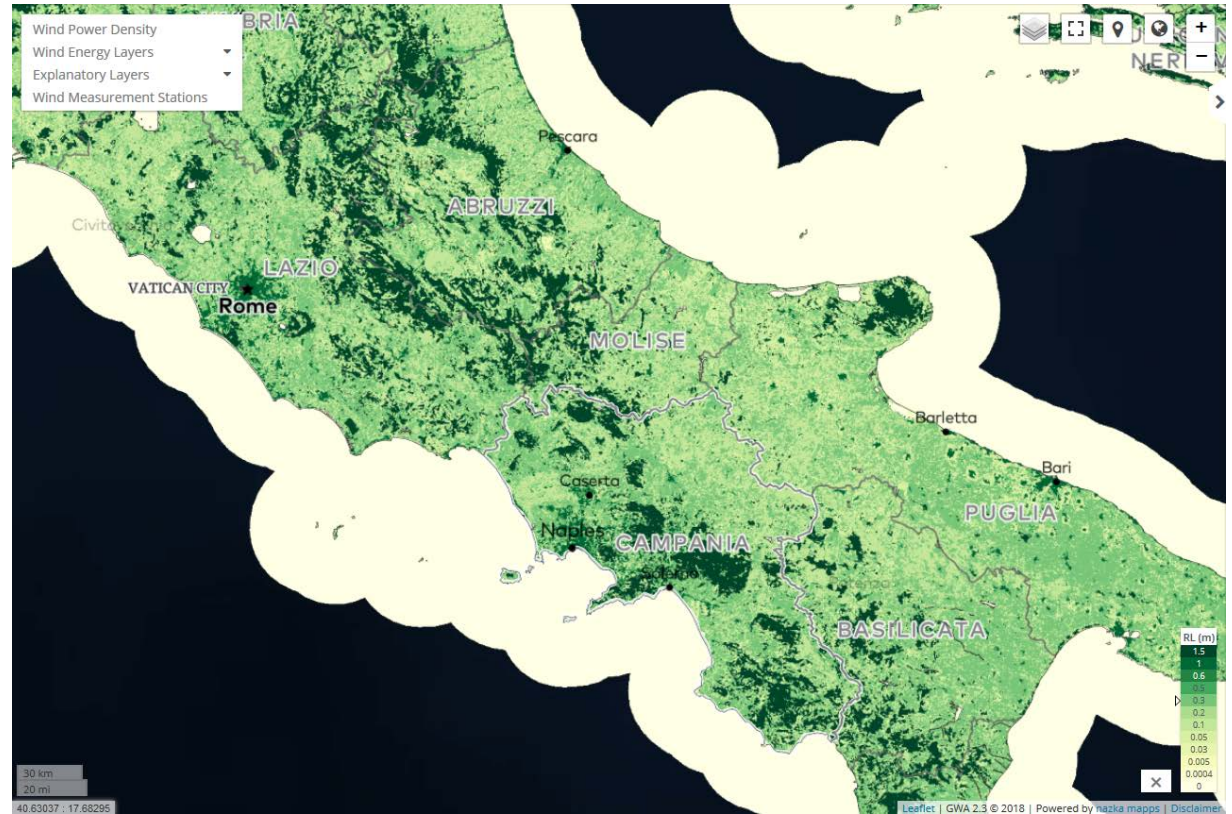 Wind Power Density
Wind Energy Layers
Explanatory Layers
Wind Measurement Stations
BRIA
+
−
NER
Pescara
ABRUZZI
LAZIO
VATICAN CITY
Rome
MOLISE
Barletta
Bari
Caserta
PUGLIA
Naples
CAMPANIA
BASILICATA
RL (m)
1.5
1
0.6
0.5
0.3
0.2
0.1
0.05
0.03
0.005
0.0004
0
30 km
20 mi
40.63037 : 17.68295
Leaflet | GWA 2.3 © 2018 | Powered by nazka mapps | Disclaimer